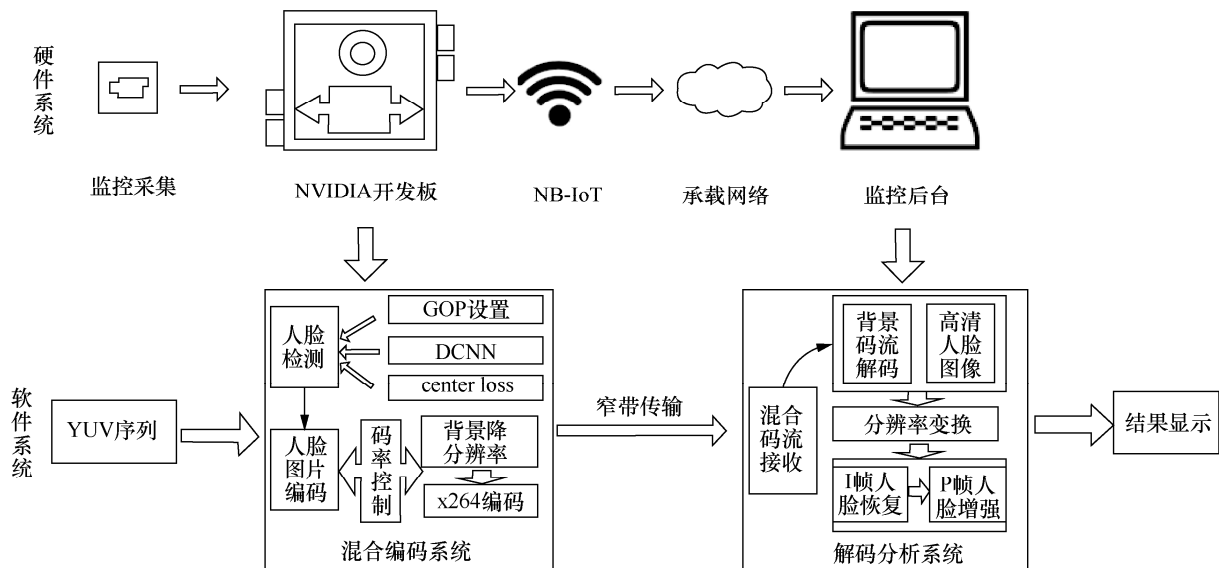 硬件系统
监控采集
NVIDIA开发板
NB-IoT
承载网络
监控后台
软件系统
YUV序列
人脸
检测
GOP设置
DCNN
center loss
人脸
图片
编码
码率控制
背景降
分辨率
x264编码
混合编码系统
窄带传输
混合
码流
接收
背景
码流
解码
高清
人脸
图像
分辨率变换
I帧人
脸恢复
P帧人
脸增强
解码分析系统
结果显示